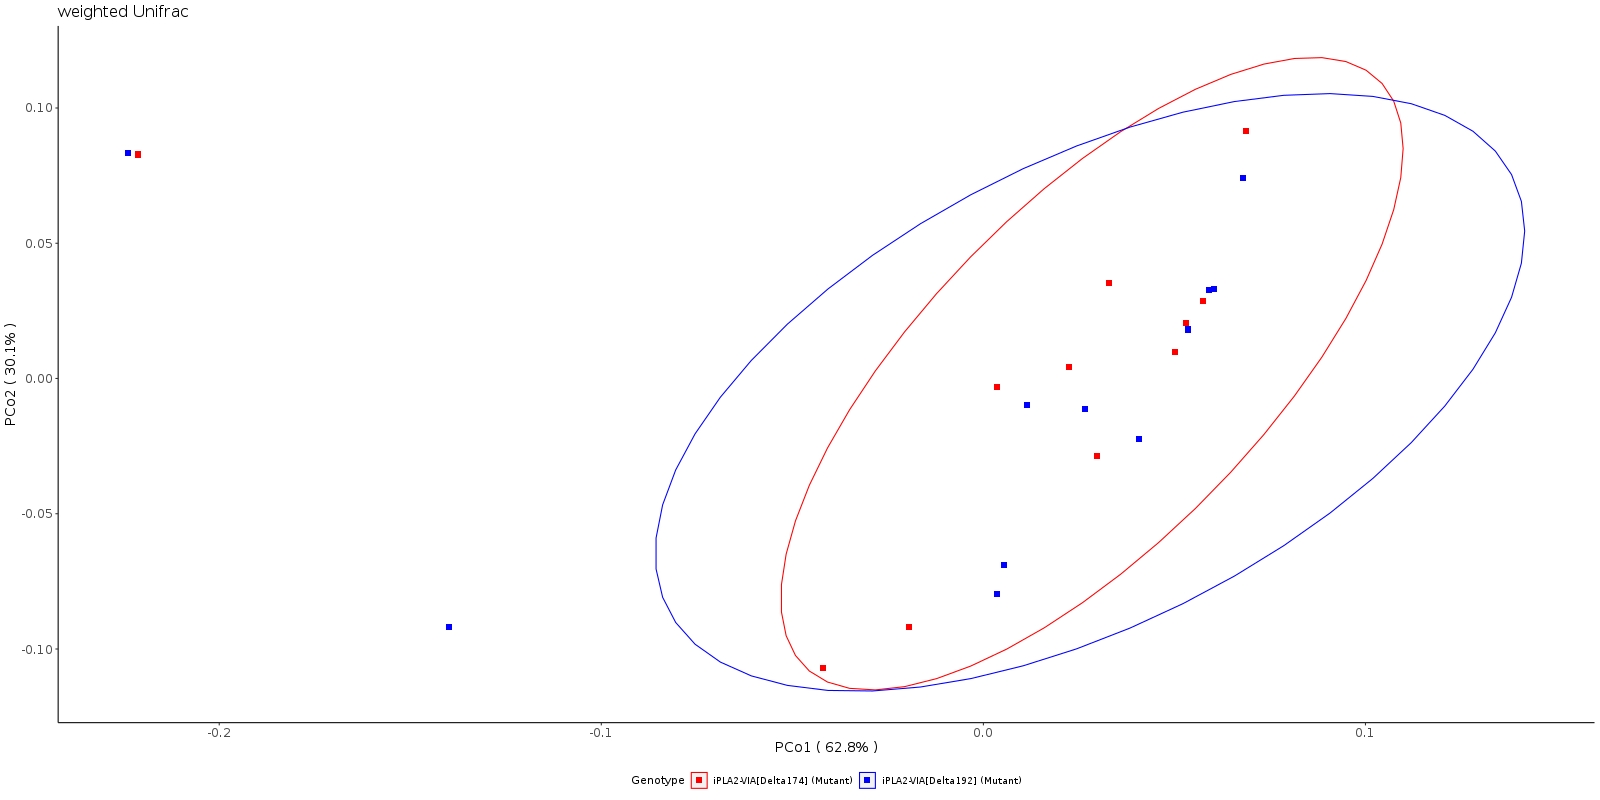 weighted Unifrac
0.10
0.05
0.00
-0.05
-0.10
PCo2 ( 30.1% )
-0.2
-0.1
0.0
0.1
PCo1 ( 62.8% )
Genotype iPLA2-VIA[Delta174] (Mutant) iPLA2-VIA[Delta192] (Mutant)